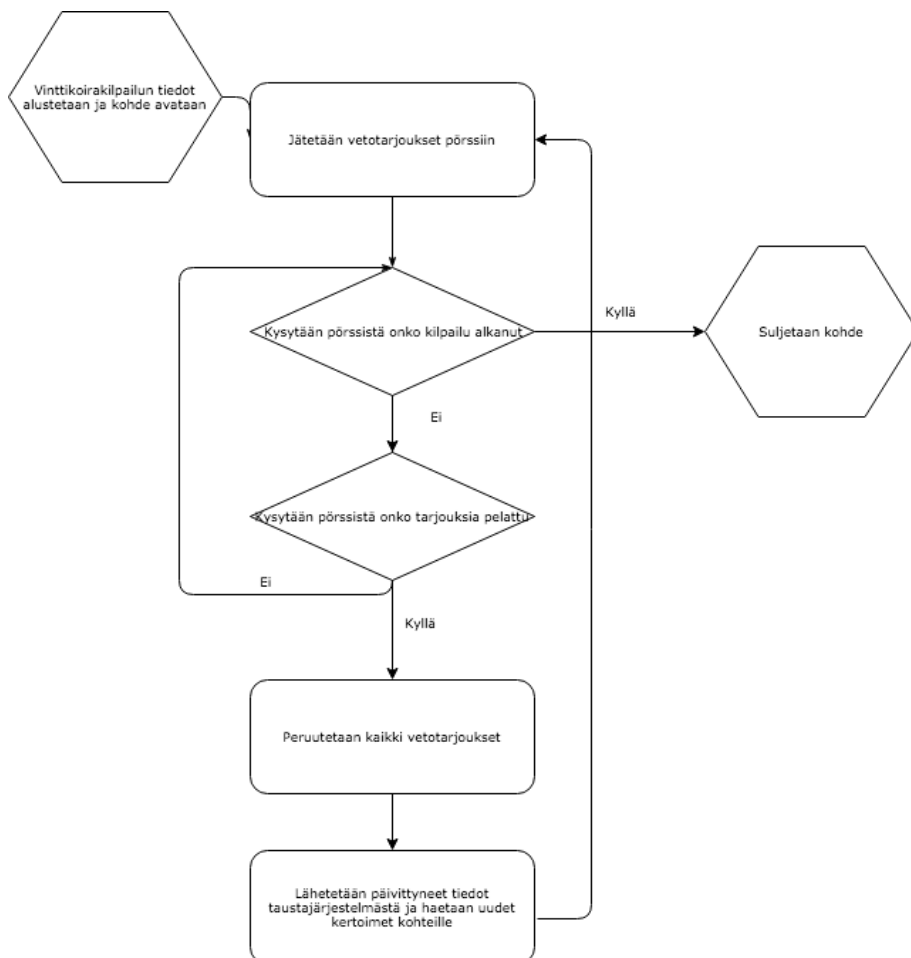 Vinttikoirakilpailun tiedot
alustetaan ja kohde avataan
Jätetään vetotarjoukset pörssiin
Kysytään pörssistä onko kilpailu alkanut
Kyllä
Suljetaan kohde
Ei
Kysytään pörssistä onko tarjouksia pelattu
Ei
Kyllä
Peruutetaan kaikki vetotarjoukset
Lähetetään päivittyneet tiedot
taustajärjestelmästä ja haetaan uudet
kertoimet kohteille